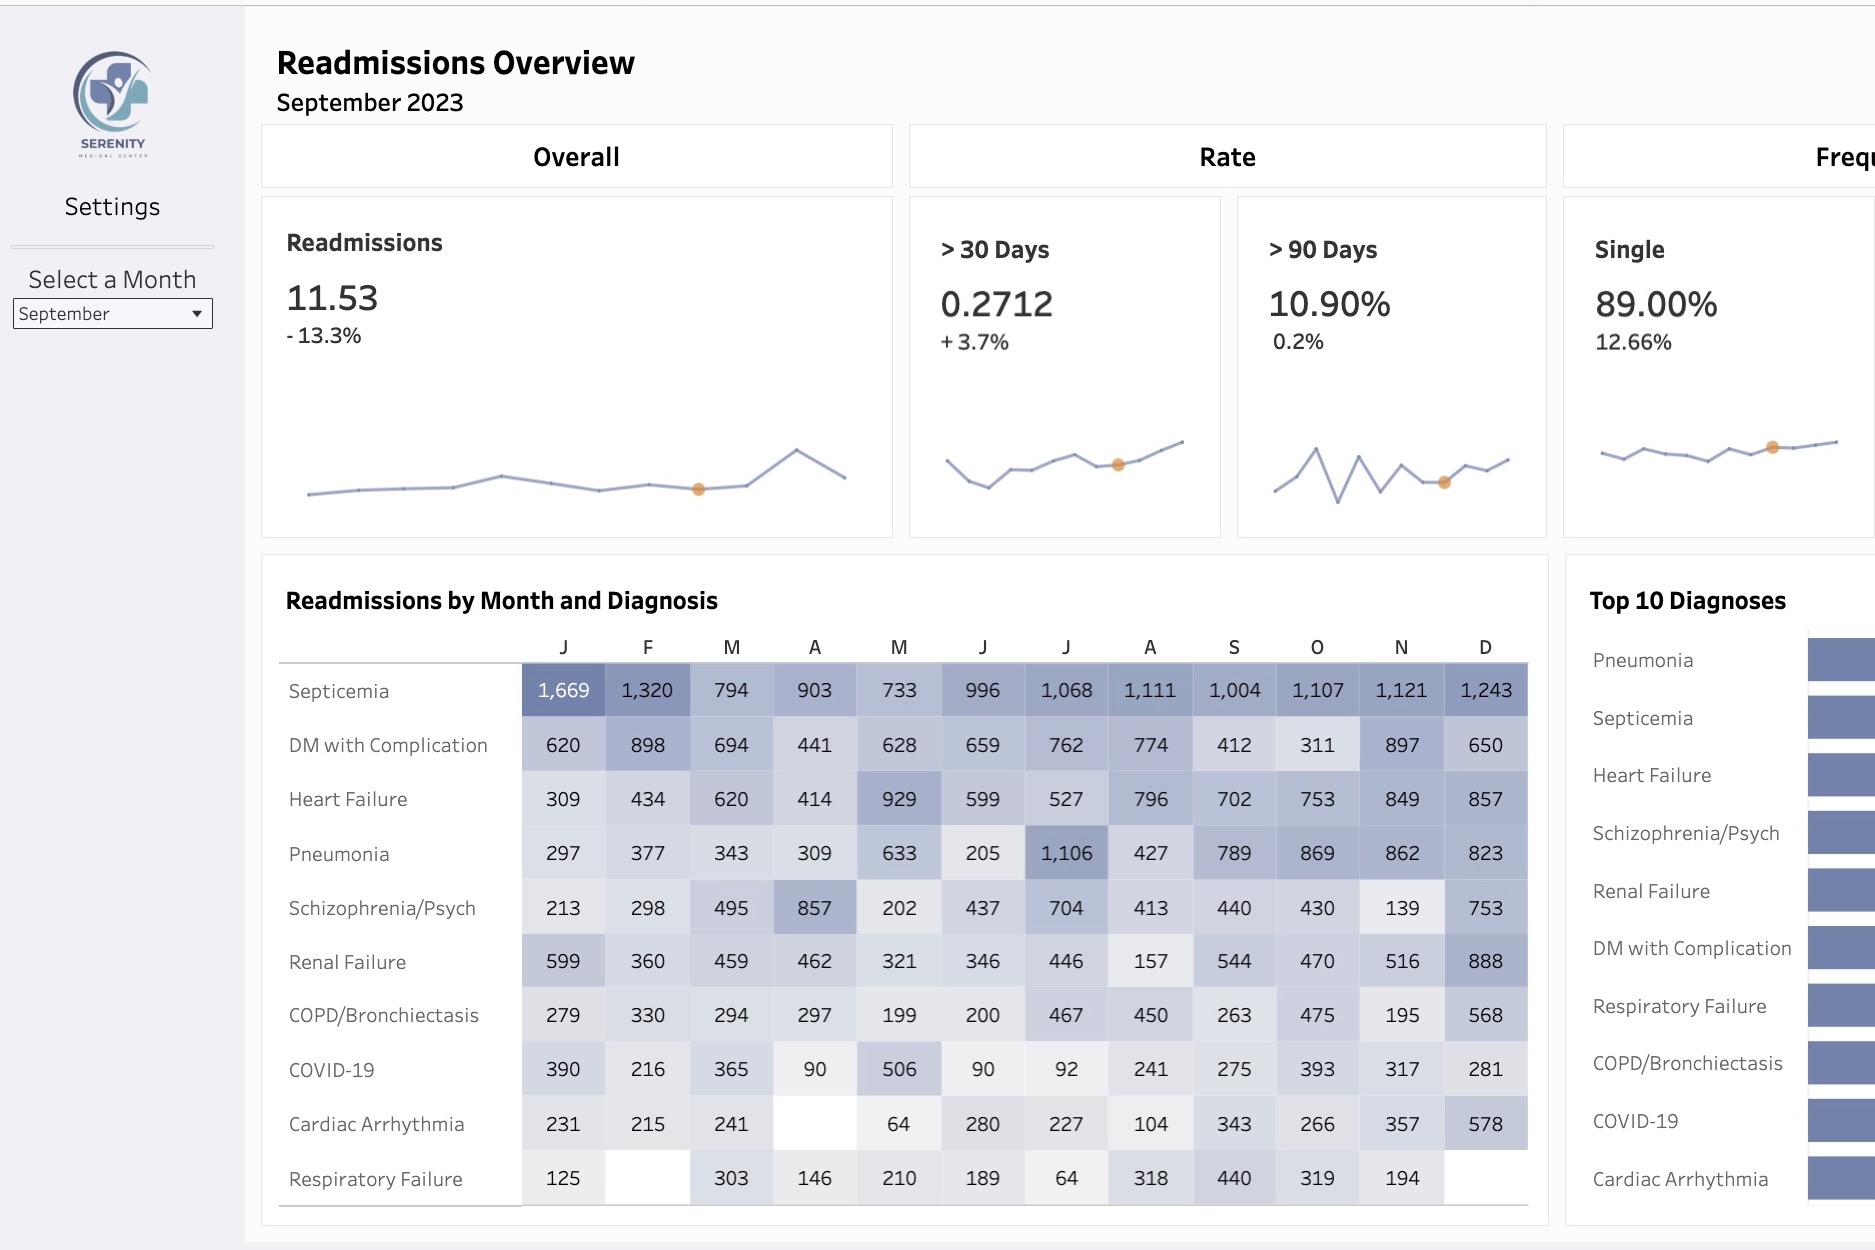 SERENITY
MEDICAL CENTER
Settings
Select a Month
September
Readmissions Overview
September 2023
Overall
Rate
Readmissions
11.53
- 13.3%
> 30 Days
0.2712
+ 3.7%
> 90 Days
10.90%
0.2%
Single
89.00%
12.66%
Readmissions by Month and Diagnosis
J F M A M J J A S O N D
Septicemia 1,669 1,320 794 903 733 996 1,068 1,111 1,004 1,107 1,121 1,243
DM with Complication 620 898 694 441 628 659 762 774 412 311 897 650
Heart Failure 309 434 620 414 929 599 527 796 702 753 849 857
Pneumonia 297 377 343 309 633 205 1,106 427 789 869 862 823
Schizophrenia/Psych 213 298 495 857 202 437 704 413 440 430 139 753
Renal Failure 599 360 459 462 321 346 446 157 544 470 516 888
COPD/Bronchiectasis 279 330 294 297 199 200 467 450 263 475 195 568
COVID-19 390 216 365 90 506 90 92 241 275 393 317 281
Cardiac Arrhythmia 231 215 241 64 280 227 104 343 266 357 578
Respiratory Failure 125 303 146 210 189 64 318 440 319 194
Top 10 Diagnoses
Pneumonia
Septicemia
Heart Failure
Schizophrenia/Psych
Renal Failure
DM with Complication
Respiratory Failure
COPD/Bronchiectasis
COVID-19
Cardiac Arrhythmia